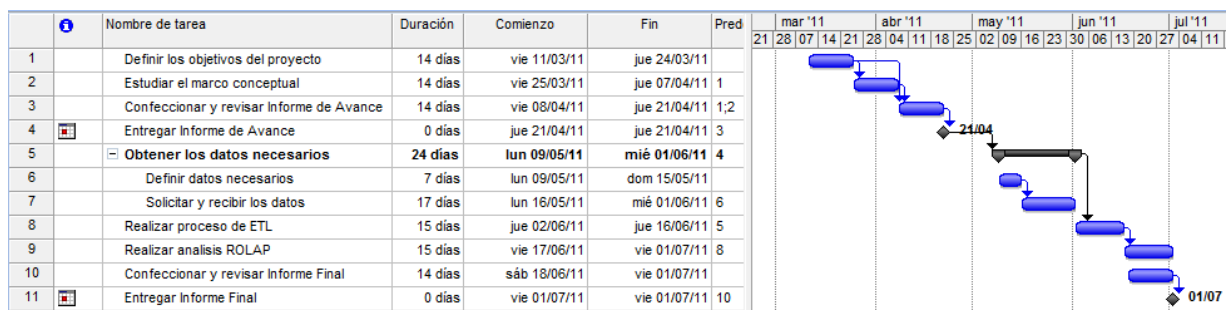 Nombre de tarea Duración Comienzo Fin Pred mar '11 abr '11 may '11 jun '11 jul '11
21 28 07 14 21 28 04 11 18 25 02 09 16 23 30 06 13 20 27 04 11
1 Definir los objetivos del proyecto 14 días vie 11/03/11 jue 24/03/11
2 Estudiar el marco conceptual 14 días vie 25/03/11 jue 07/04/11 1
3 Confeccionar y revisar Informe de Avance 14 días vie 08/04/11 jue 21/04/11 1;2
4 Entregar Informe de Avance 0 días jue 21/04/11 jue 21/04/11 3 21/04
5 Obtener los datos necesarios 24 días lun 09/05/11 mié 01/06/11 4
6 Definir datos necesarios 7 días lun 09/05/11 dom 15/05/11
7 Solicitar y recibir los datos 17 días lun 16/05/11 mié 01/06/11 6
8 Realizar proceso de ETL 15 días jue 02/06/11 jue 16/06/11 5
9 Realizar analisis ROLAP 15 días vie 17/06/11 vie 01/07/11 8
10 Confeccionar y revisar Informe Final 14 días sáb 18/06/11 vie 01/07/11
11 Entregar Informe Final 0 días vie 01/07/11 vie 01/07/11 10 01/07